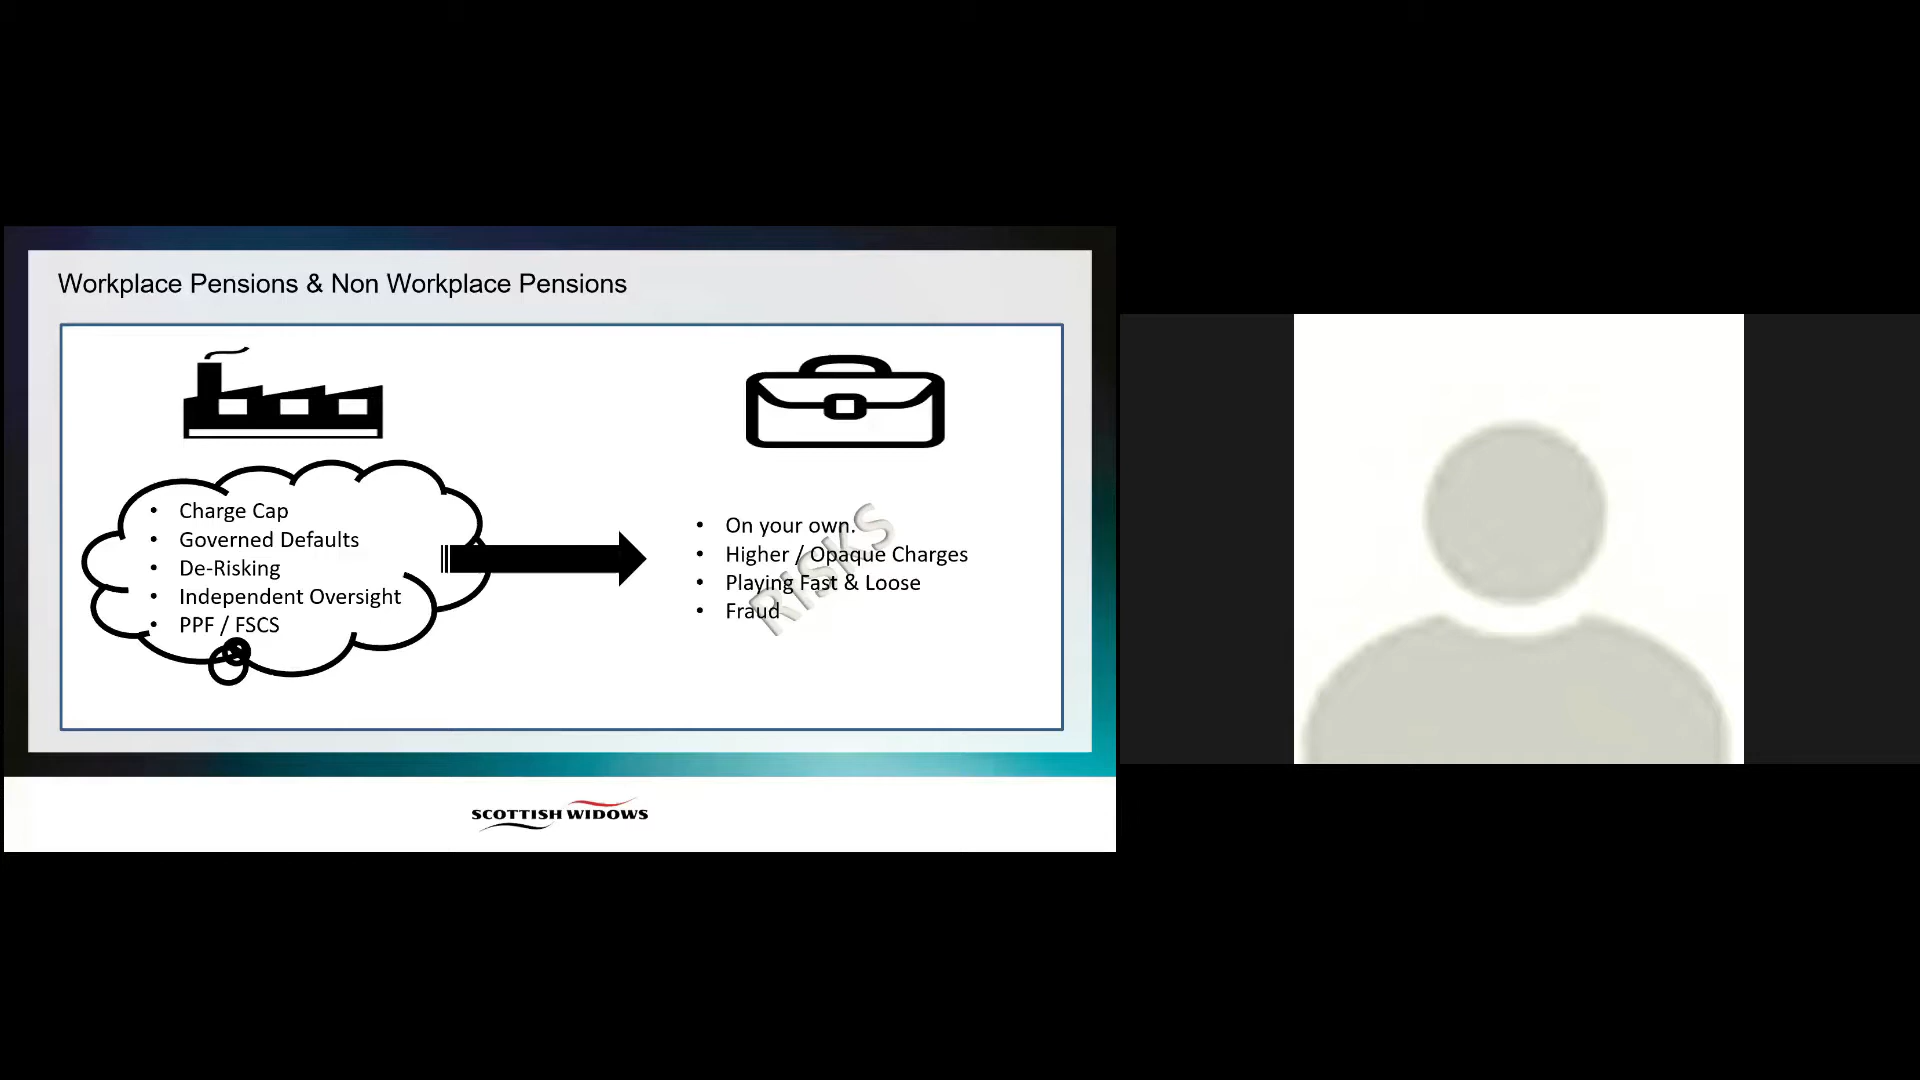 Workplace Pensions & Non Workplace Pensions
• Charge Cap
• Governed Defaults
• De-Risking
• Independent Oversight
• PPF / FSCS
RISKS
• On your own.
• Higher / Opaque Charges
• Playing Fast & Loose
• Fraud
SCOTTISH WIDOWS